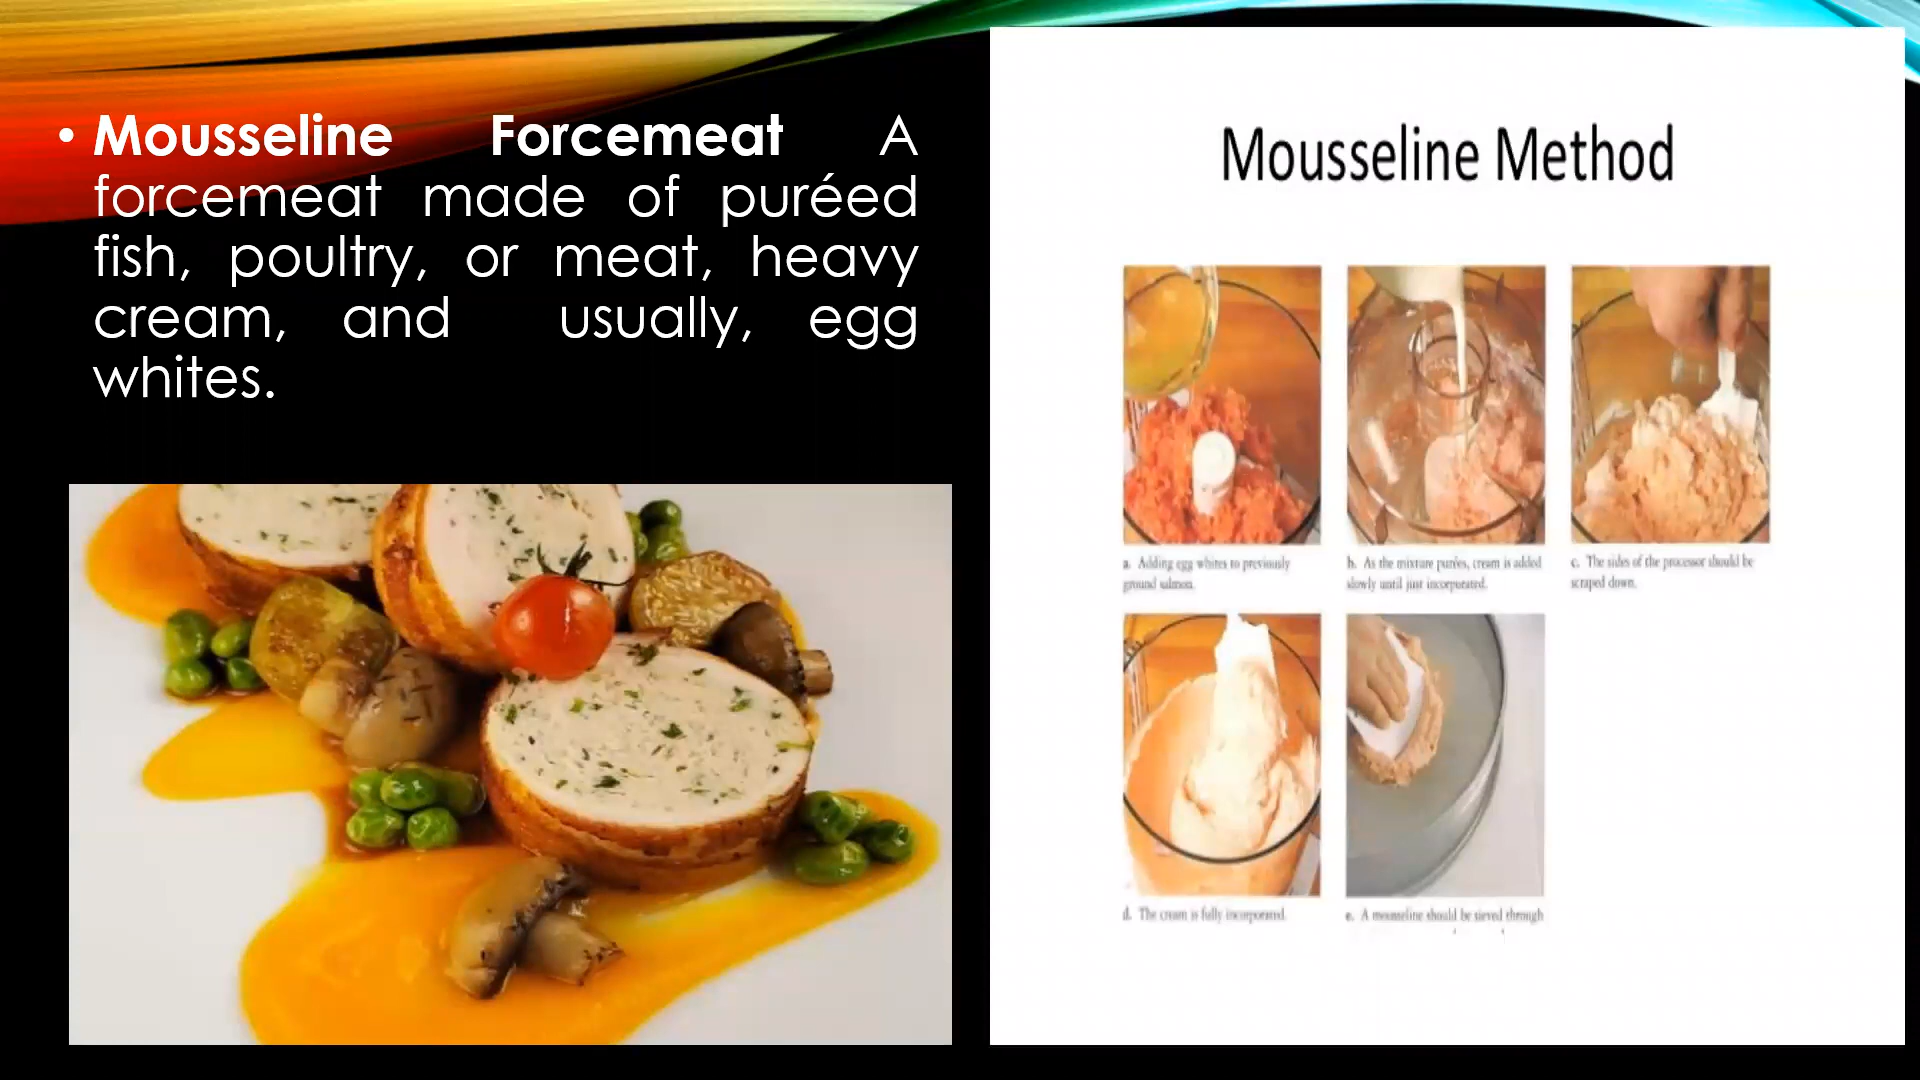 • Mousseline Forcemeat A
forcemeat made of puréed
fish, poultry, or meat, heavy
cream, and usually, egg
whites.
Mousseline Method
a. Adding egg whites to previously
ground salmon.
b. As the mixture purées, cream is added
slowly until just incorporated.
c. The sides of the processor should be
scraped down.
d. The cream is fully incorporated.
e. A mousseline should be sieved through